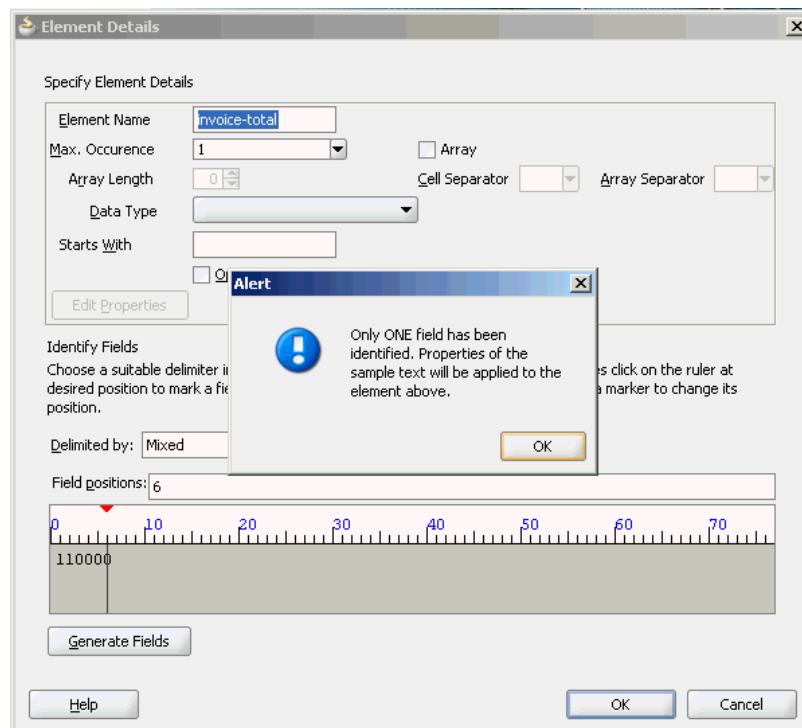 Element Details
Specify Element Details
Element Name invoice-total
Max. Occurence 1 Array
Array Length 0 Cell Separator Array Separator
Data Type
Starts With
Alert
Edit Properties
Only ONE field has been
identified. Properties of the
sample text will be applied to the
element above.
OK
Identify Fields
Choose a suitable delimiter click on the ruler at
desired position to mark a marker to change its
position.
Delimited by: Mixed
Field positions: 6
0 10 20 30 40 50 60 70
110000
Generate Fields
Help OK Cancel